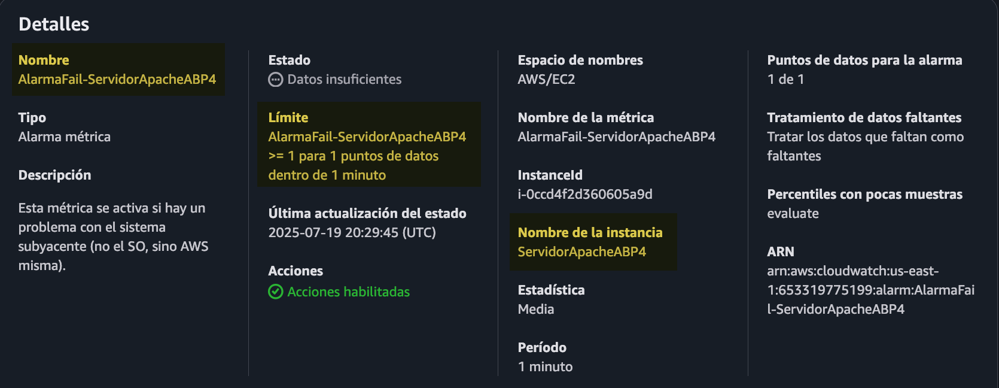 Detalles
Nombre
AlarmaFail-ServidorApacheABP4
Tipo
Alarma métrica
Descripción
Esta métrica se activa si hay un
problema con el sistema
subyacente (no el SO, sino AWS
misma).
Estado
Datos insuficientes
Límite
AlarmaFail-ServidorApacheABP4
>= 1 para 1 puntos de datos
dentro de 1 minuto
Última actualización del estado
2025-07-19 20:29:45 (UTC)
Acciones
Acciones habilitadas
Espacio de nombres
AWS/EC2
Nombre de la métrica
AlarmaFail-ServidorApacheABP4
InstanceId
i-0ccd4f2d360605a9d
Nombre de la instancia
ServidorApacheABP4
Estadística
Media
Período
1 minuto
Puntos de datos para la alarma
1 de 1
Tratamiento de datos faltantes
Tratar los datos que faltan como
faltantes
Percentiles con pocas muestras
evaluate
ARN
arn:aws:cloudwatch:us-east-
1:653319775199:alarm:AlarmaFai
l-ServidorApacheABP4